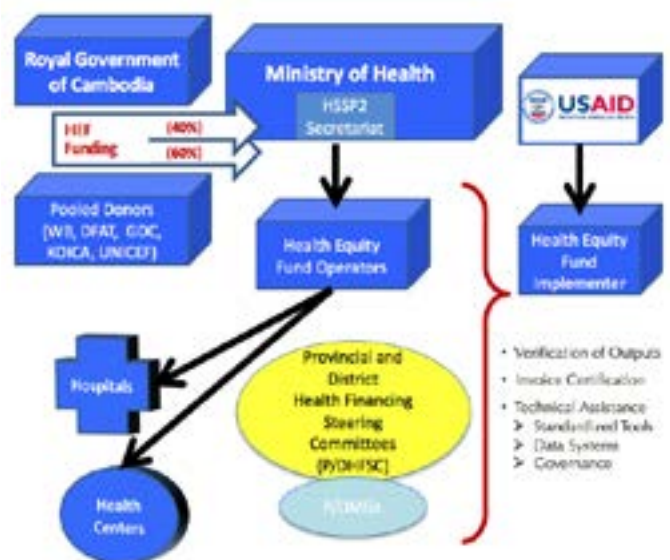 Royal Government
of Cambodia
Ministry of Health
HSSP2
Secretariat
USAID
HEF
Funding
(40%)
(60%)
Pooled Donors
(WB, DFAT, GDC,
KOICA, UNICEF)
Health Equity
Fund Operators
Health Equity
Fund
Implementer
Hospitals
Provincial and
District
Health Financing
Steering
Committees
(P/DHFSC)
Health
Centers
• Verification of Outputs
• Invoice Certification
• Technical Assistance
➢ Standardized Tools
➢ Data Systems
➢ Governance